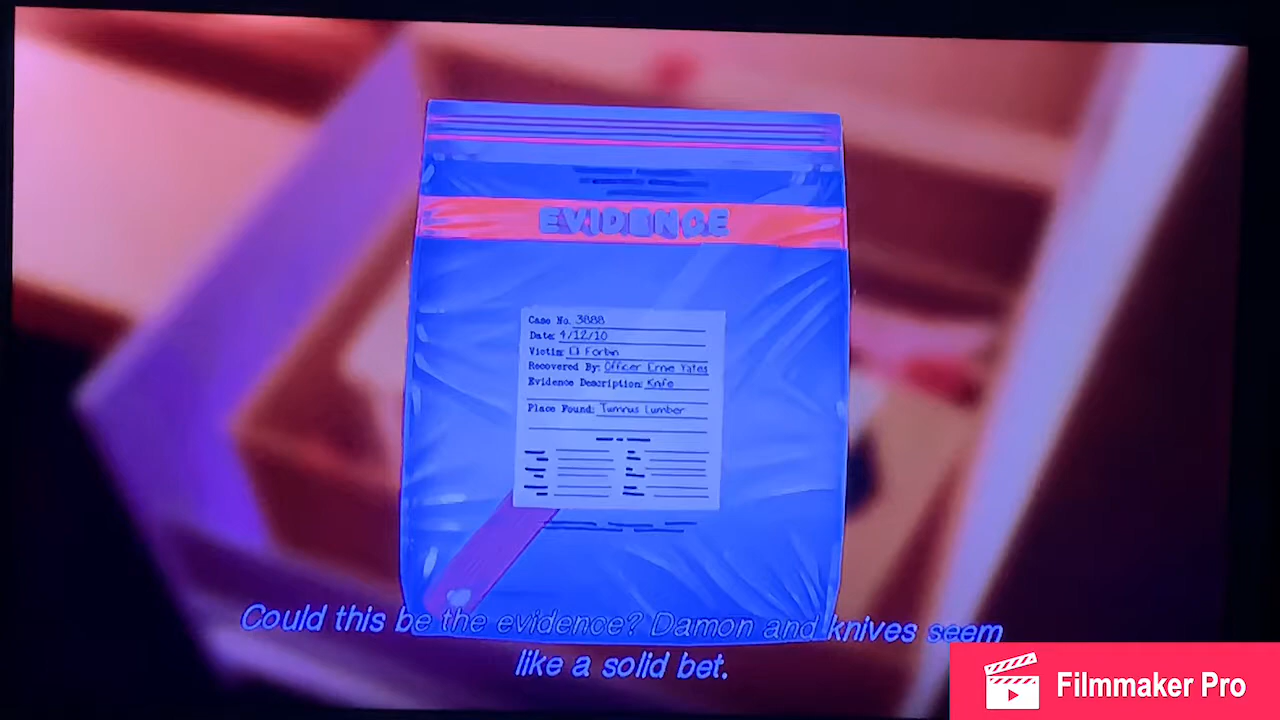 EVIDENCE
Case No. 3888
Date: 4/12/10
Victim: Eli Forbin
Recovered By: Officer Ernie Yates
Evidence Description: Knife
Place Found: Tumnus Lumber
Could this be the evidence? Damon and knives seem
like a solid bet.
Filmmaker Pro